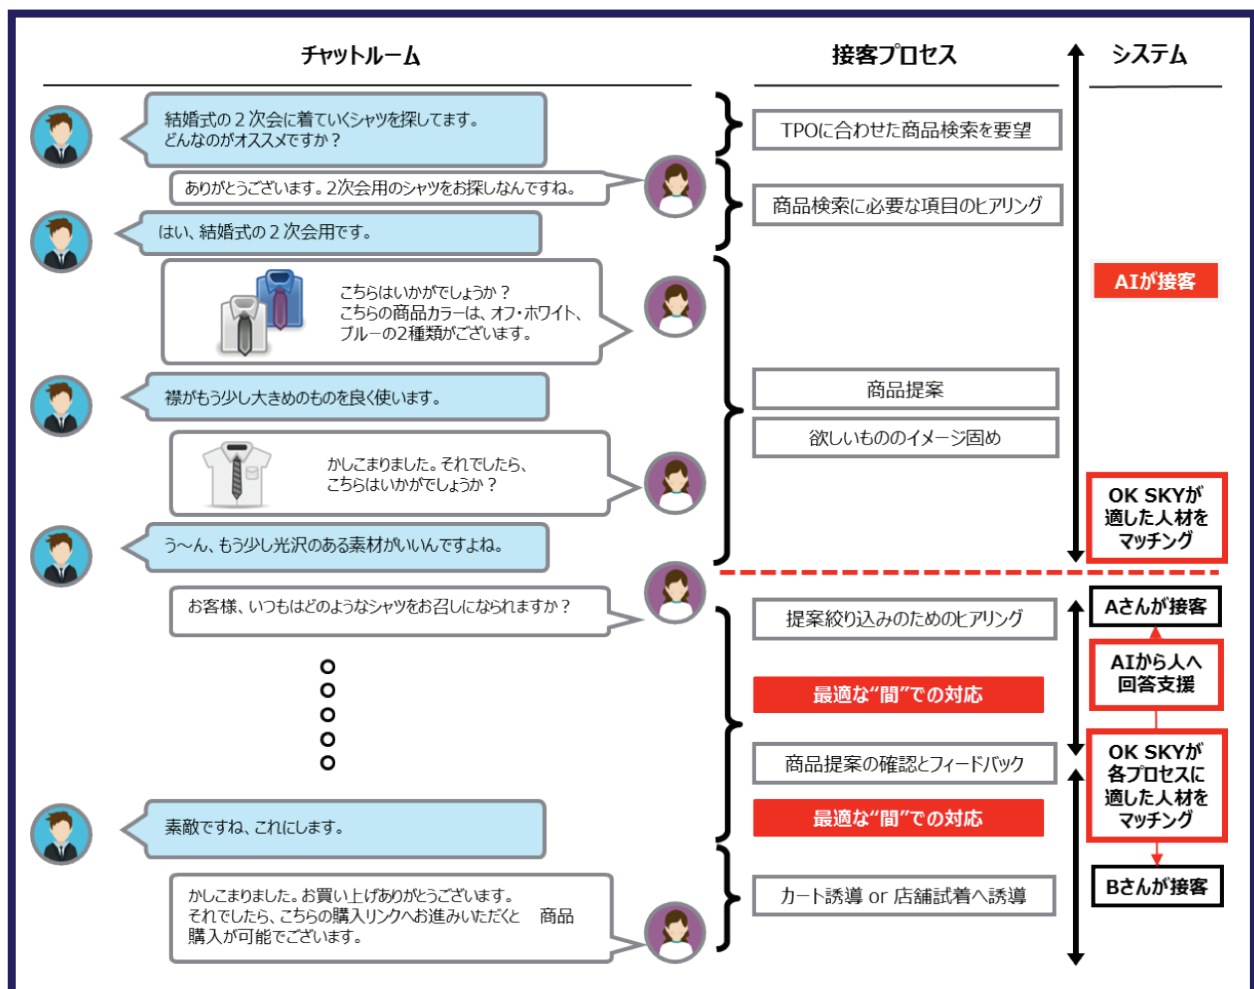 チャットルーム
接客プロセス
システム
結婚式の２次会に着ていくシャツを探してます。
どんなのがオススメですか？
TPOに合わせた商品検索を要望
ありがとうございます。２次会用のシャツをお探しなんですね。
商品検索に必要な項目のヒアリング
はい、結婚式の２次会用です。
こちらはいかがでしょうか？
こちらの商品カラーは、オフ・ホワイト、
ブルーの２種類がございます。
AIが接客
襟がもう少し大きめのものを良く使います。
商品提案
欲しいもののイメージ固め
かしこまりました。それでしたら、
こちらはいかがでしょうか？
OK SKYが
適した人材を
マッチング
う～ん、もう少し光沢のある素材がいいんですよね。
お客様、いつもはどのようなシャツをお召しになられますか？
提案絞り込みのためのヒアリング
Aさんが接客
AIから人へ
回答支援
最適な“間”での対応
商品提案の確認とフィードバック
OK SKYが
各プロセスに
適した人材を
マッチング
最適な“間”での対応
素敵ですね、これにします。
かしこまりました。お買い上げありがとうございます。
それでしたら、こちらの購入リンクへお進みいただくと　商品
購入が可能でございます。
カート誘導 or 店舗試着へ誘導
Bさんが接客